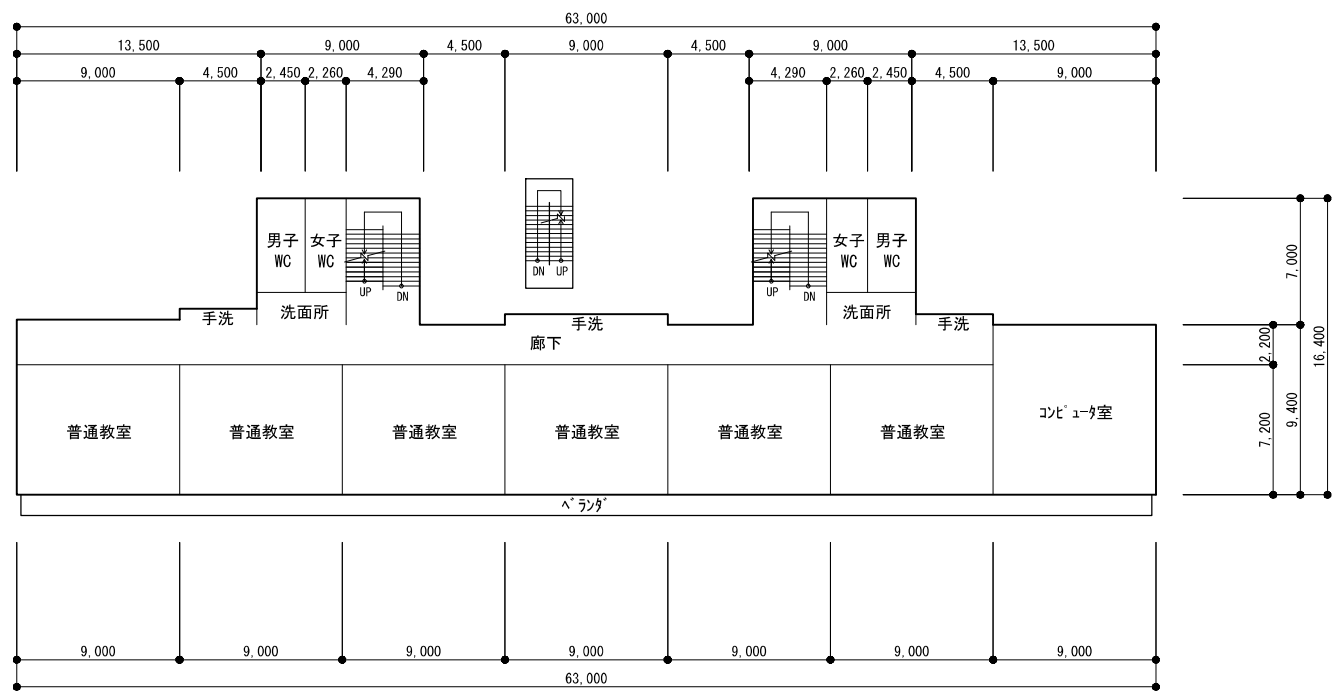 63,000
13,500 9,000 4,500 9,000 4,500 9,000 13,500
9,000 4,500 2,450 2,260 4,290 4,290 2,260 2,450 4,500 9,000
男子 女子 女子 男子
WC WC WC WC
DN UP
UP DN UP DN
手洗 洗面所 手洗 洗面所 手洗
廊下
普通教室 普通教室 普通教室 普通教室 普通教室 普通教室 ｺﾝﾋﾟｭｰﾀ室
ﾍﾞﾗﾝﾀﾞ
7,000
2,200
16,400
9,400
7,200
9,000 9,000 9,000 9,000 9,000 9,000 9,000
63,000